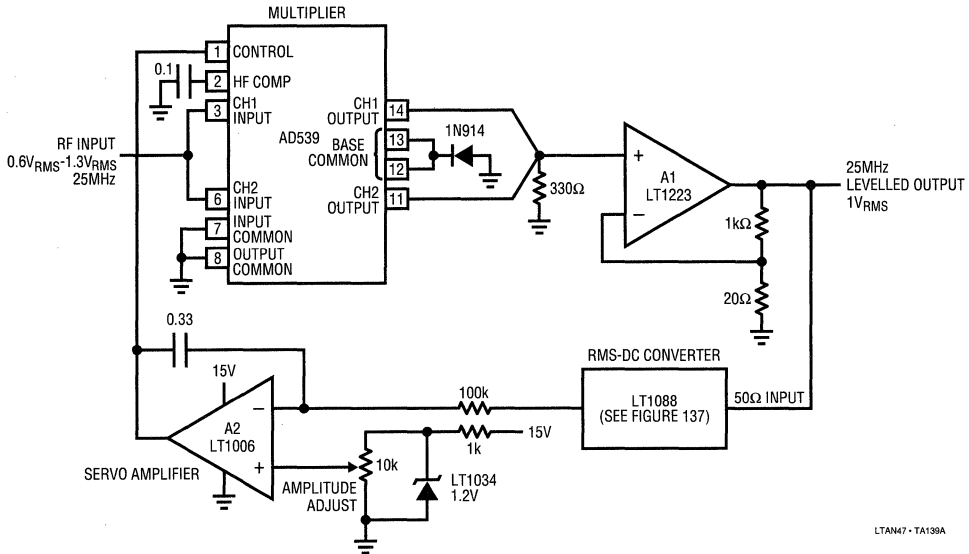 MULTIPLIER
1 CONTROL
0.1
2 HF COMP
3 CH1
INPUT
CH1
OUTPUT 14
AD539
BASE
COMMON
13
12
1N914
RF INPUT
0.6VRMS-1.3VRMS
25MHz
6 CH2
INPUT
CH2
OUTPUT 11
7 INPUT
COMMON
8 OUTPUT
COMMON
330Ω
+
−
A1
LT1223
25MHz
LEVELLED OUTPUT
1VRMS
1kΩ
20Ω
0.33
15V
−
+
A2
LT1006
SERVO AMPLIFIER
100k
1k
15V
10k
AMPLITUDE
ADJUST
LT1034
1.2V
RMS-DC CONVERTER
LT1088
(SEE FIGURE 137)
50Ω INPUT
LTAN47 • TA139A